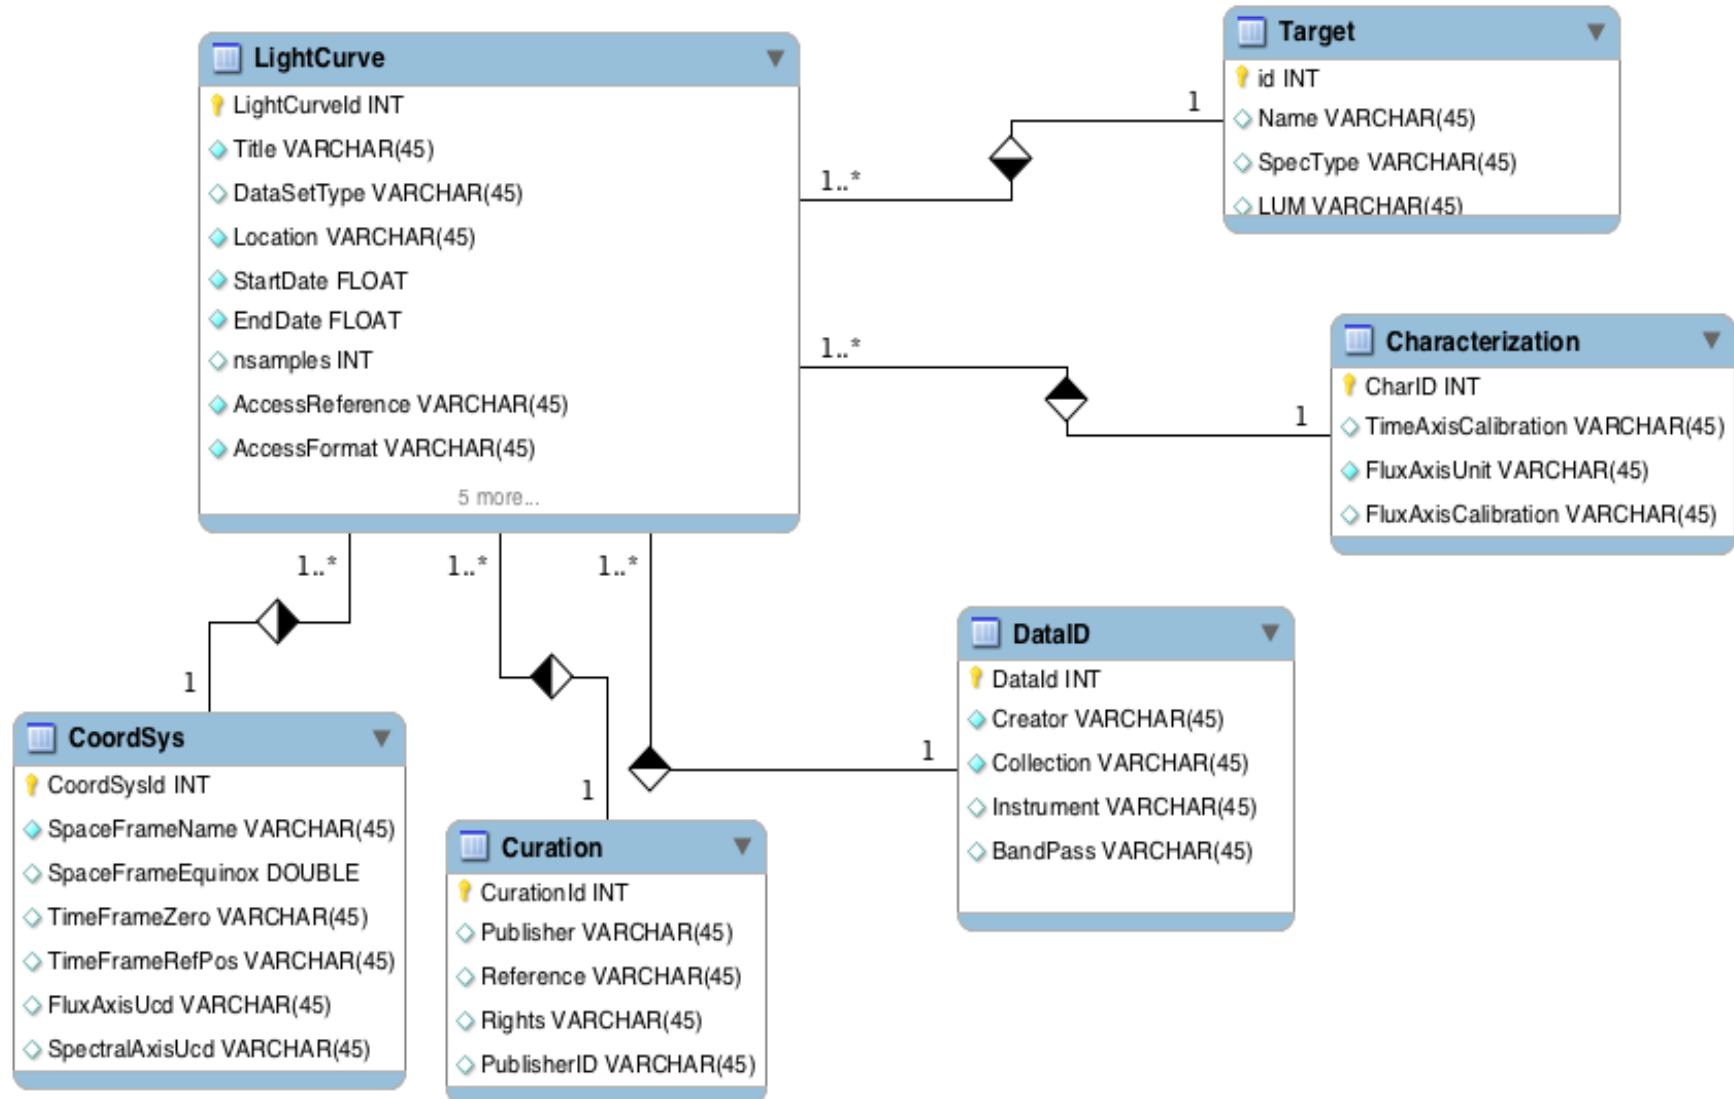 LightCurve
LightCurveId INT
Title VARCHAR(45)
DataSetType VARCHAR(45)
Location VARCHAR(45)
StartDate FLOAT
EndDate FLOAT
nsamples INT
AccessReference VARCHAR(45)
AccessFormat VARCHAR(45)
5 more...
1..*
1
Target
id INT
Name VARCHAR(45)
SpecType VARCHAR(45)
LUM VARCHAR(45)
1..*
1
Characterization
CharID INT
TimeAxisCalibration VARCHAR(45)
FluxAxisUnit VARCHAR(45)
FluxAxisCalibration VARCHAR(45)
1..*
1..*
1..*
1
1
1
CoordSys
CoordSysId INT
SpaceFrameName VARCHAR(45)
SpaceFrameEquinox DOUBLE
TimeFrameZero VARCHAR(45)
TimeFrameRefPos VARCHAR(45)
FluxAxisUcd VARCHAR(45)
SpectralAxisUcd VARCHAR(45)
Curation
CurationId INT
Publisher VARCHAR(45)
Reference VARCHAR(45)
Rights VARCHAR(45)
PublisherID VARCHAR(45)
DataID
DataId INT
Creator VARCHAR(45)
Collection VARCHAR(45)
Instrument VARCHAR(45)
BandPass VARCHAR(45)